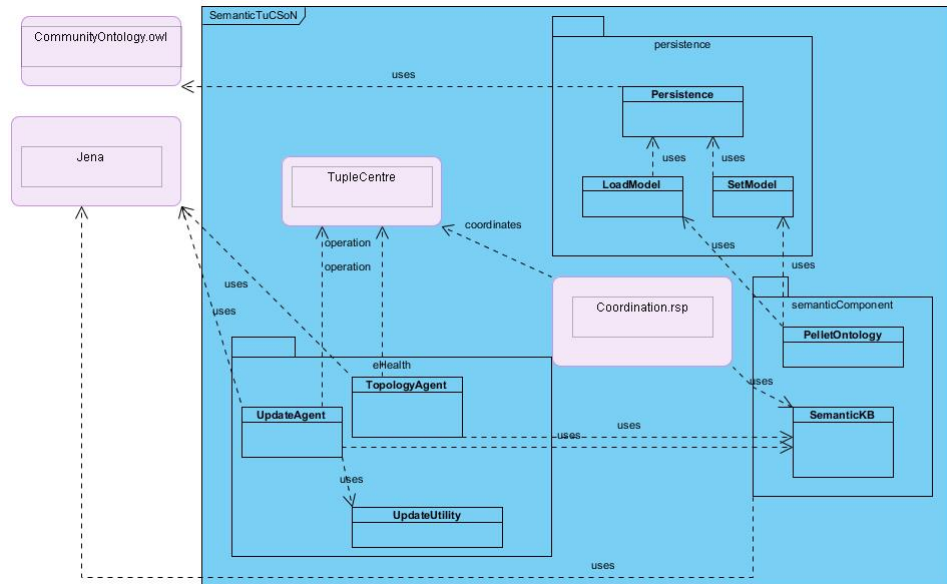 SemanticTuCSoN
CommunityOntology.owl
persistence
uses
Persistence
Jena
uses
uses
TupleCentre
LoadModel
SetModel
coordinates
operation
uses
operation
uses
uses
uses
Coordination.rsp
semanticComponent
PelletOntology
eHealth
TopologyAgent
uses
UpdateAgent
SemanticKB
uses
uses
uses
UpdateUtility
uses